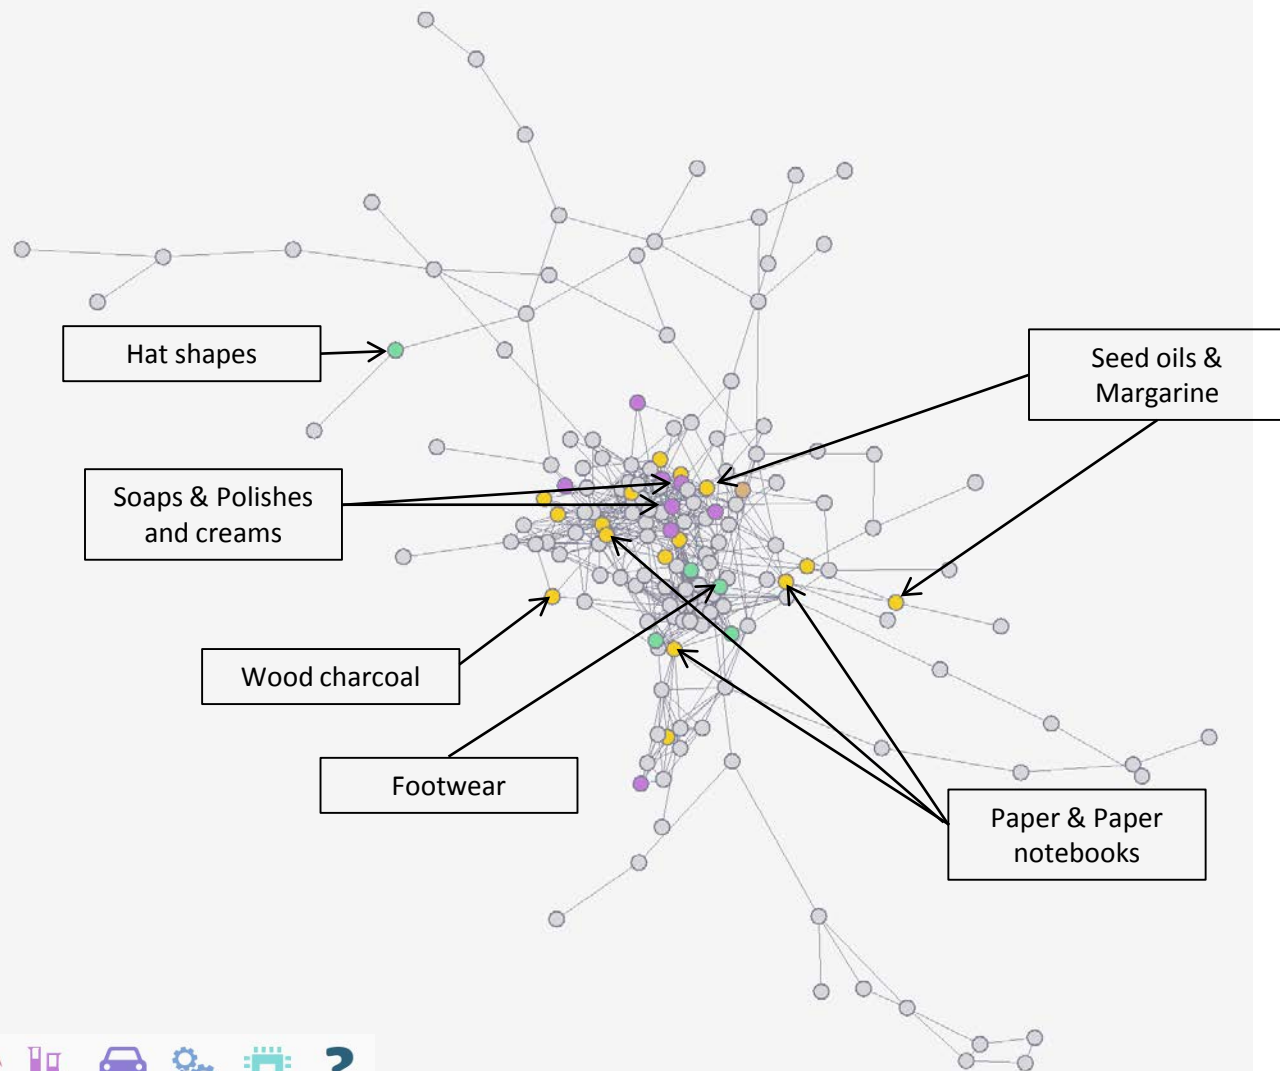 Hat shapes
Seed oils &
Margarine
Soaps & Polishes
and creams
Wood charcoal
Footwear
Paper & Paper
notebooks
?